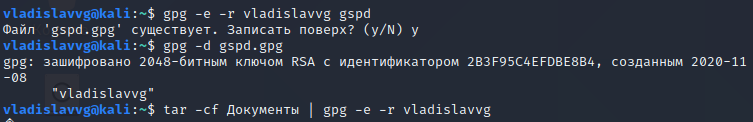 vladislavvg@kali:~$ gpg -e -r vladislavvg gspd
Файл 'gspd.gpg' существует. Записать поверх? (y/N) y
vladislavvg@kali:~$ gpg -d gspd.gpg
gpg: зашифровано 2048-битным ключом RSA с идентификатором 2B3F95C4EFDBE8B4, созданным 2020-11
-08
"vladislavvg"
vladislavvg@kali:~$ tar -cf Документы | gpg -e -r vladislavvg